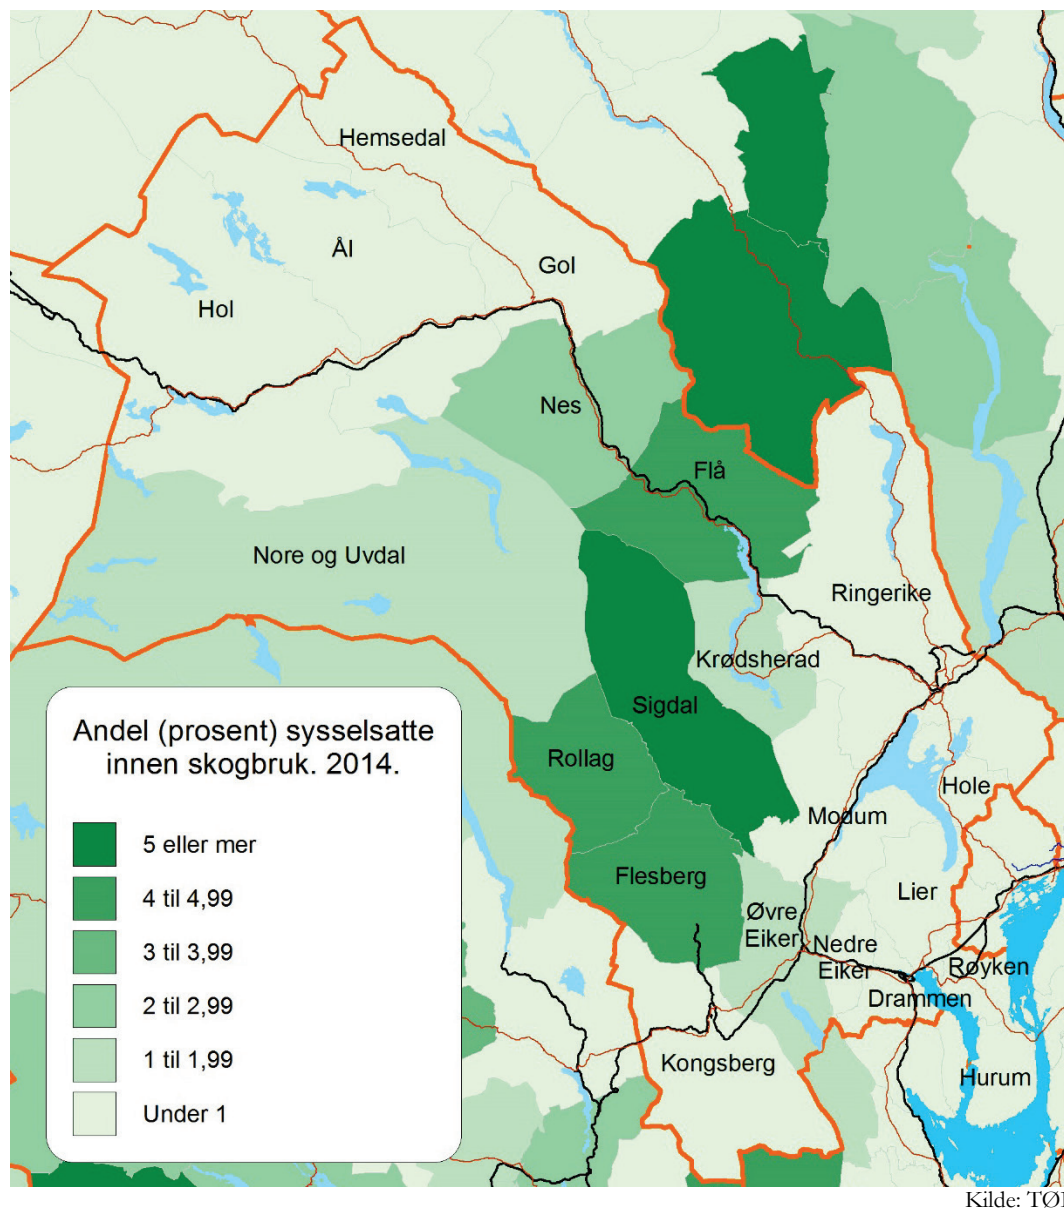 Hemsedal
Ål
Gol
Hol
Nes
Flå
Nore og Uvdal
Ringerike
Krødsherad
Sigdal
Rollag
Hole
Modum
Flesberg
Lier
Øvre
Eiker
Nedre
Eiker
Røyken
Drammen
Kongsberg
Hurum
Andel (prosent) sysselsatte
innen skogbruk. 2014.
5 eller mer
4 til 4,99
3 til 3,99
2 til 2,99
1 til 1,99
Under 1
Kilde: TØI